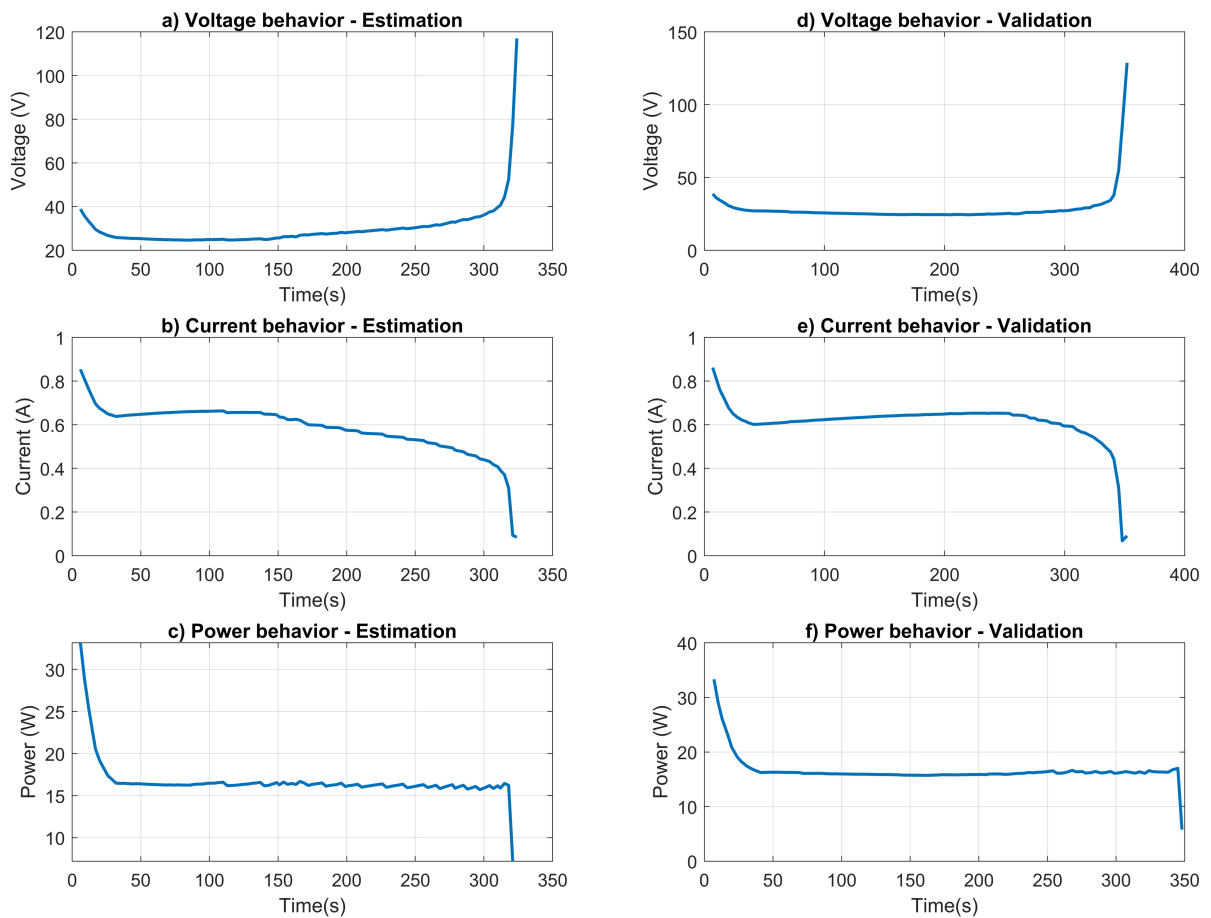 a) Voltage behavior - Estimation
120
100
80
60
40
20
Voltage (V)
0 50 100 150 200 250 300 350
Time(s)
d) Voltage behavior - Validation
150
100
50
0
Voltage (V)
0 100 200 300 400
Time(s)
b) Current behavior - Estimation
1
0.8
0.6
0.4
0.2
0
Current (A)
0 50 100 150 200 250 300 350
Time(s)
e) Current behavior - Validation
1
0.8
0.6
0.4
0.2
0
Current (A)
0 100 200 300 400
Time(s)
c) Power behavior - Estimation
30
25
20
15
10
Power (W)
0 50 100 150 200 250 300 350
Time(s)
f) Power behavior - Validation
40
30
20
10
0
Power (W)
0 50 100 150 200 250 300 350
Time(s)